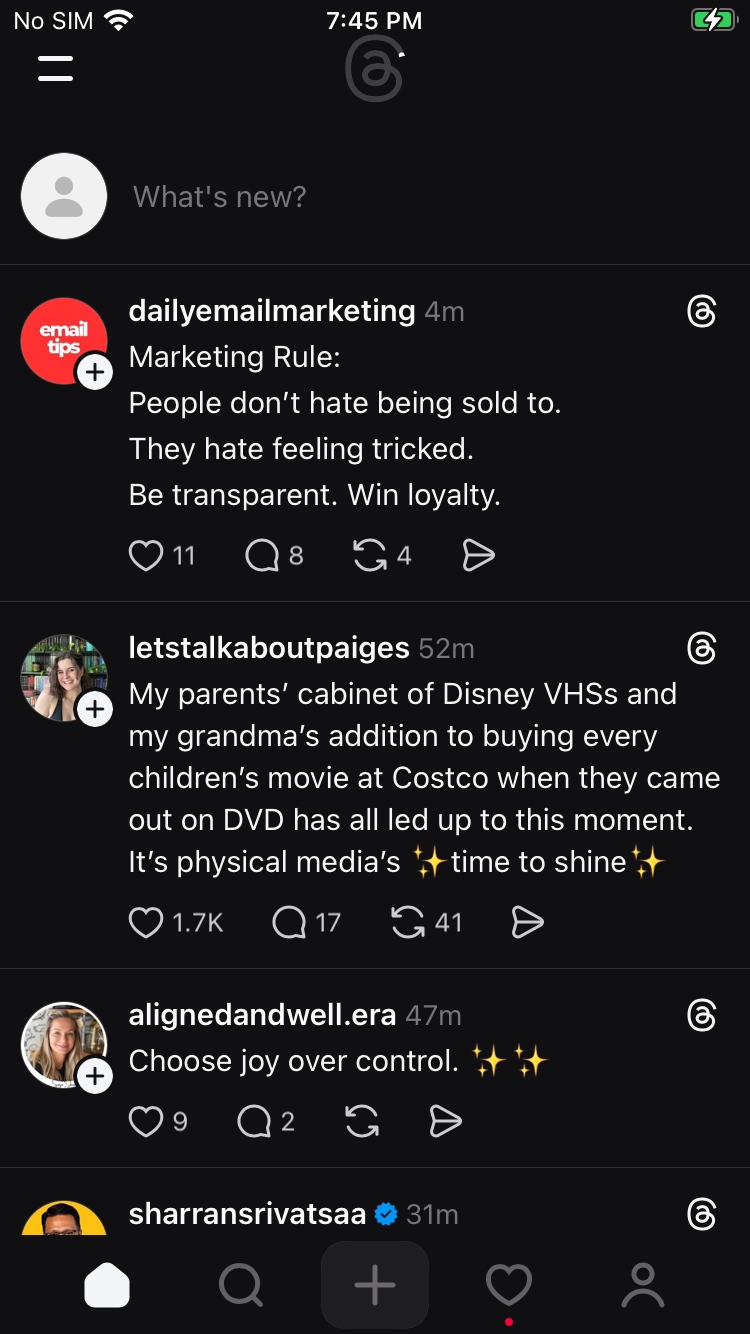 No SIM 7:45 PM
What's new?
email
tips
dailyemailmarketing 4m
Marketing Rule:
People don’t hate being sold to.
They hate feeling tricked.
Be transparent. Win loyalty.
11 8 4
letstalkaboutpaiges 52m
My parents’ cabinet of Disney VHSs and
my grandma’s addition to buying every
children’s movie at Costco when they came
out on DVD has all led up to this moment.
It’s physical media’s ✨time to shine✨
1.7K 17 41
alignedandwell.era 47m
Choose joy over control. ✨✨
9 2
sharransrivatsaa 31m